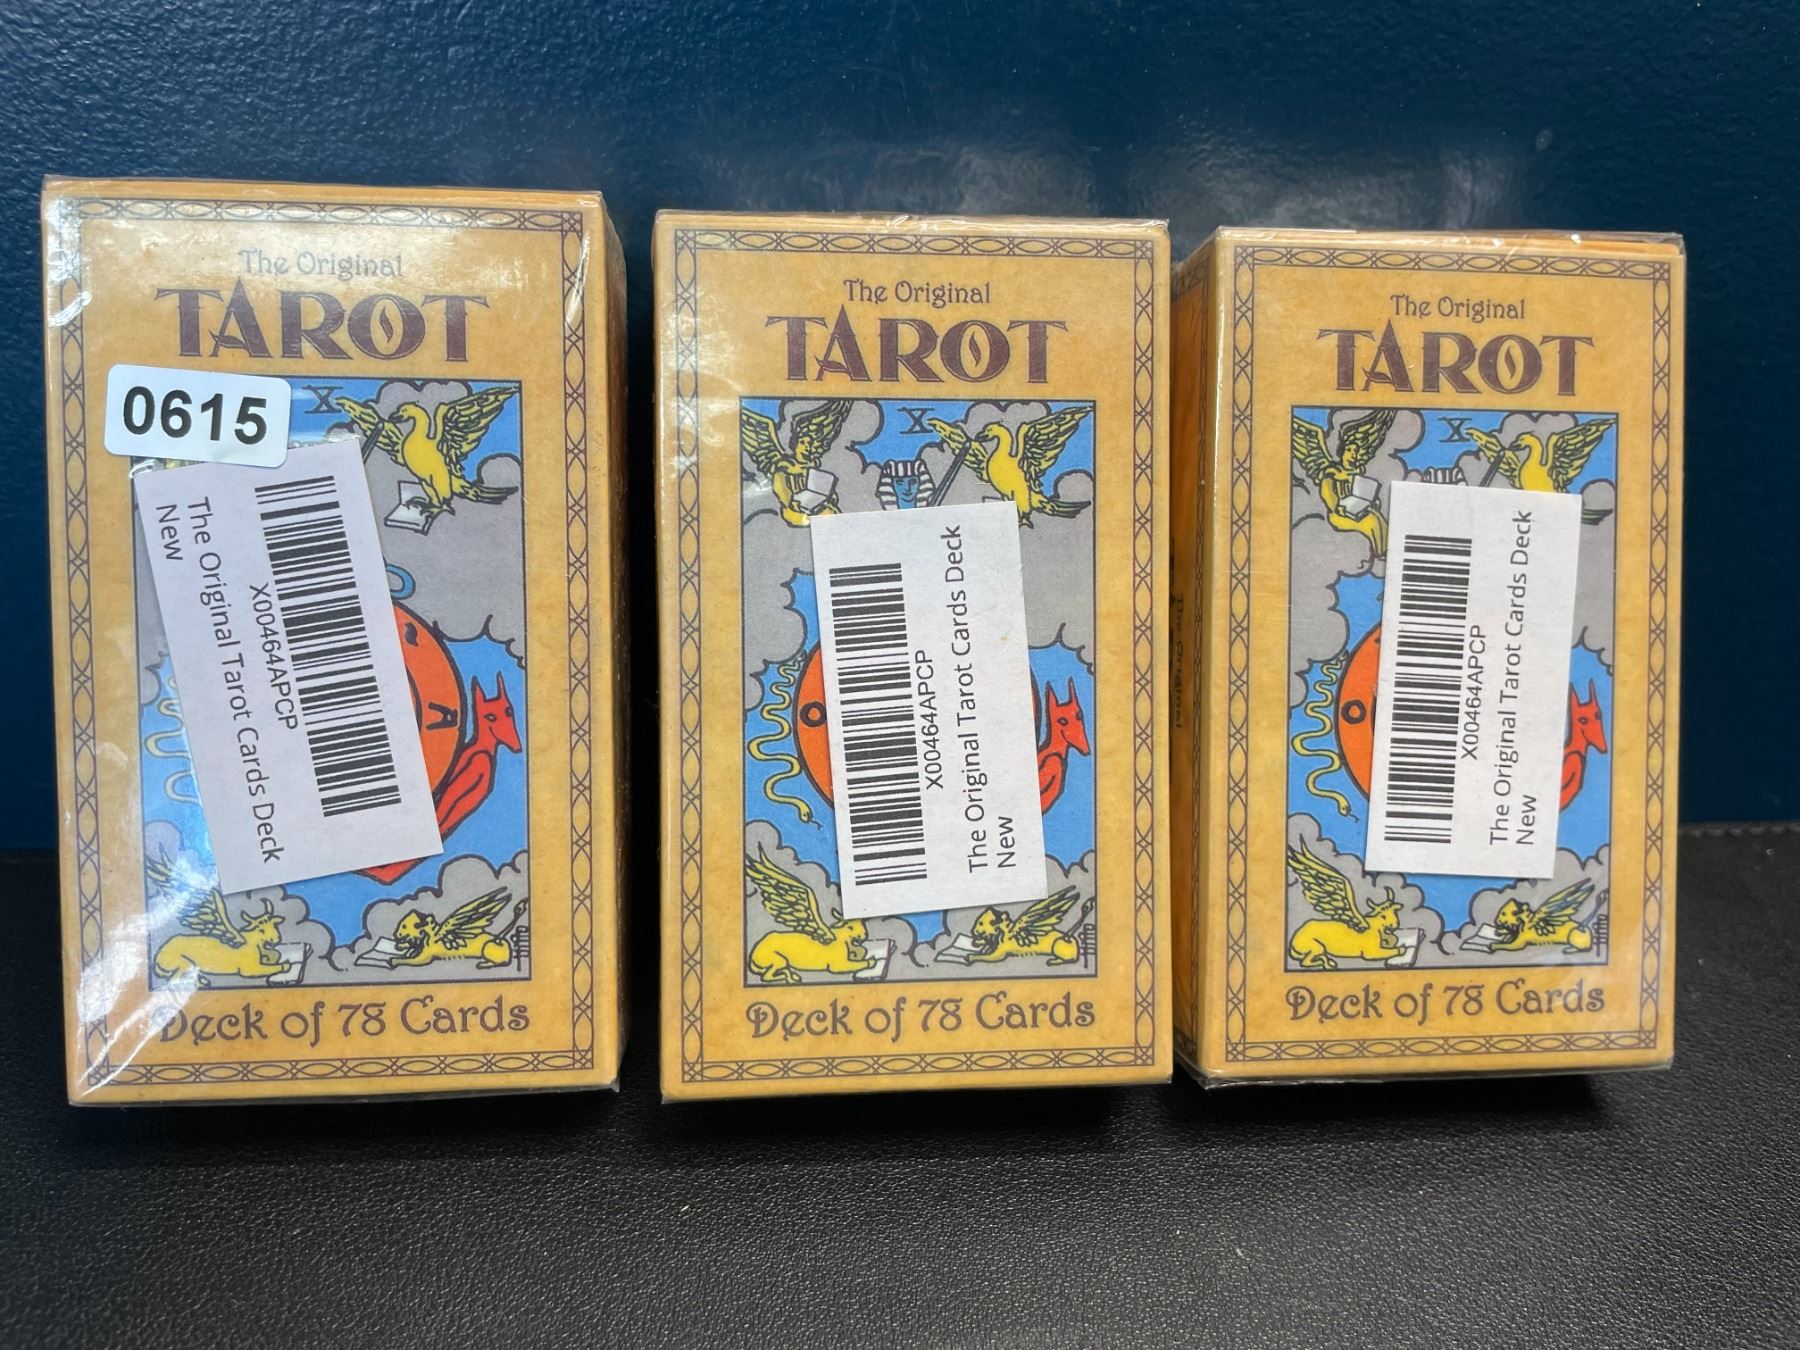 The Original
TAROT
0615
X
X00464APCP
The Original Tarot Cards Deck
New
A
Deck of 78 Cards
The Original
TAROT
X
O
X00464APCP
The Original Tarot Cards Deck
New
Deck of 78 Cards
The Original
TAROT
X
O
X00464APCP
The Original Tarot Cards Deck
New
Deck of 78 Cards